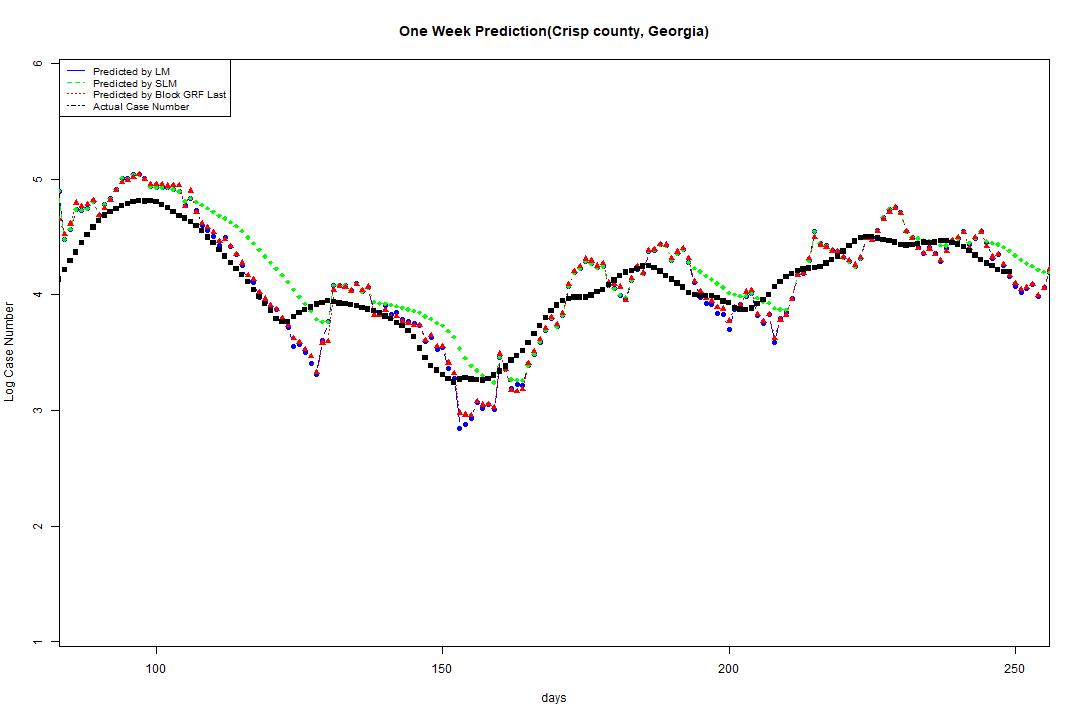 One Week Prediction(Crisp county, Georgia)
Predicted by LM
Predicted by SLM
Predicted by Block GRF Last
Actual Case Number
6
5
4
3
2
1
Log Case Number
100 150 200 250
days